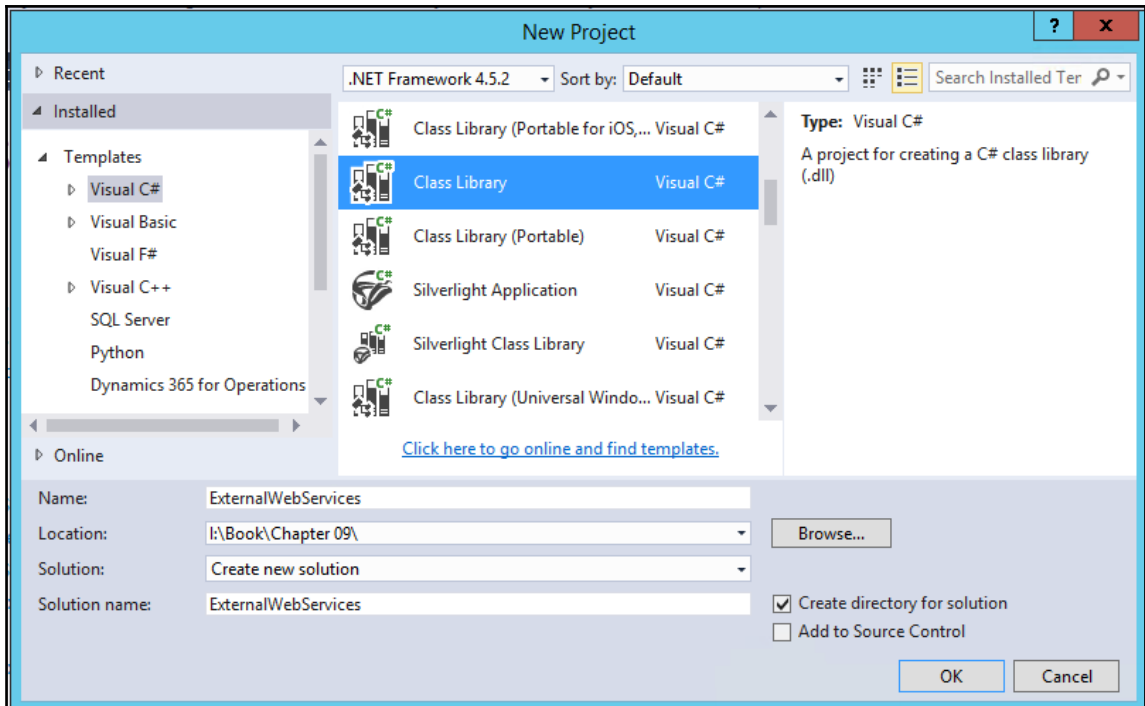 New Project
? x
Recent
Installed
Templates
Visual C#
Visual Basic
Visual F#
Visual C++
SQL Server
Python
Dynamics 365 for Operations
Online
.NET Framework 4.5.2 Sort by: Default
Search Installed Ter
C# Class Library (Portable for iOS,... Visual C#
C# Class Library Visual C#
C# Class Library (Portable) Visual C#
C# Silverlight Application Visual C#
C# Silverlight Class Library Visual C#
C# Class Library (Universal Windo... Visual C#
Click here to go online and find templates.
Type: Visual C#
A project for creating a C# class library
(.dll)
Name: ExternalWebServices
Location: I:\Book\Chapter 09\ Browse...
Solution: Create new solution
Solution name: ExternalWebServices
Create directory for solution
Add to Source Control
OK Cancel